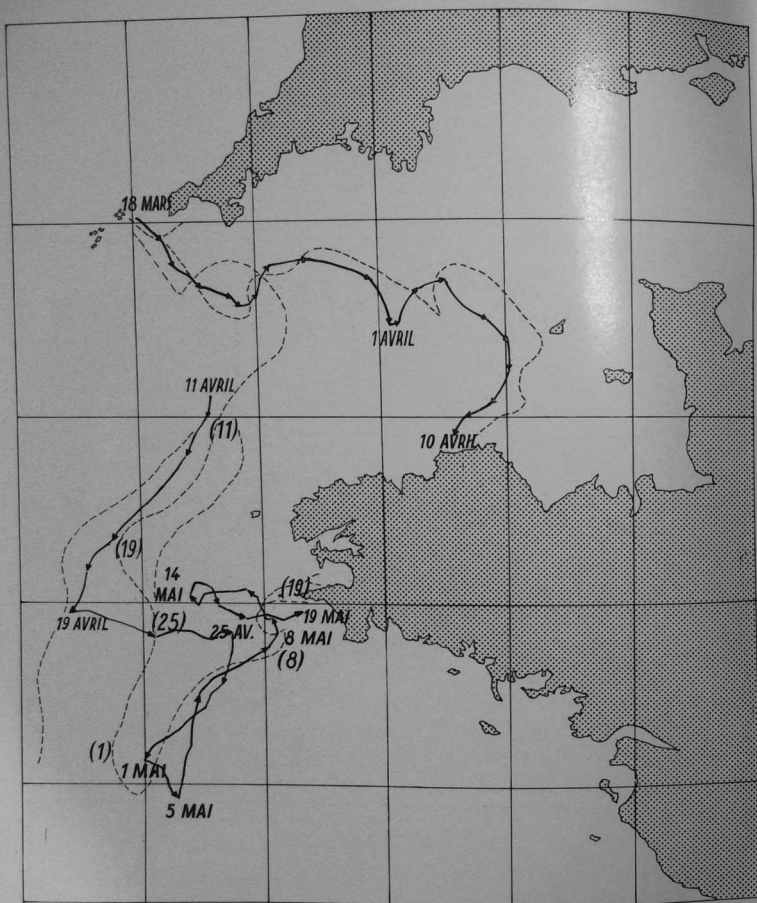 18 MARS
1 AVRIL
11 AVRIL
(11)
10 AVRIL
(19)
14
MAI
(19)
19 AVRIL
(25)
25 AV.
19 MAI
8 MAI
(8)
(1)
1 MAI
5 MAI